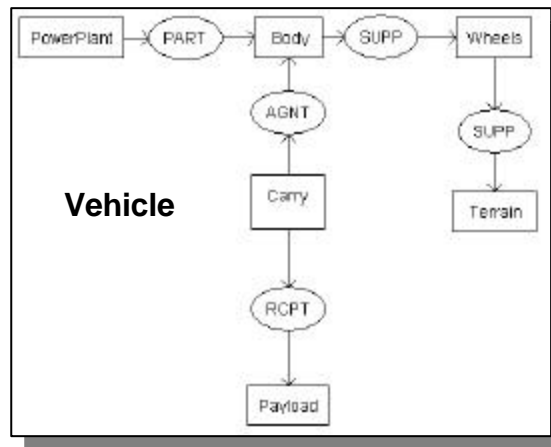 PowerPlant PART Body SUPP Wheels
AGNT SUPP
Vehicle Carry Terrain
RCPT
Payload